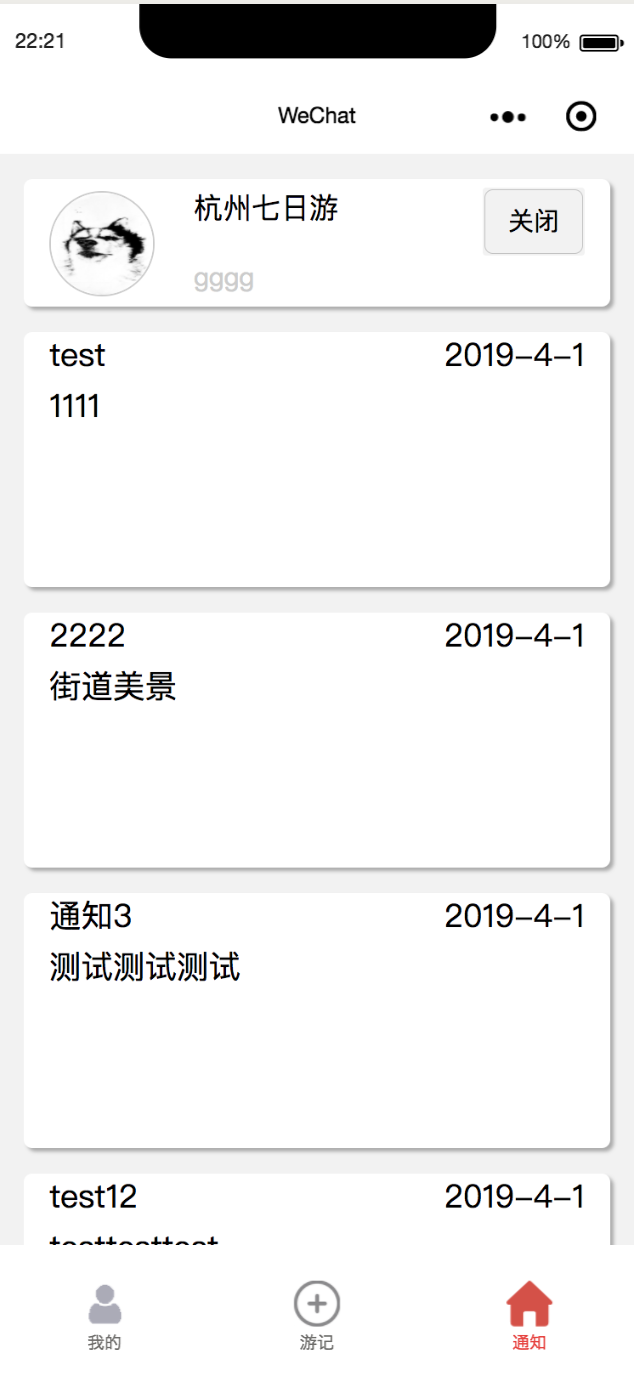 22:21
100%
WeChat
杭州七日游
关闭
gggg
test
2019-4-1
1111
2222
2019-4-1
街道美景
通知3
2019-4-1
测试测试测试
test12
2019-4-1
testtesttest
我的
游记
通知